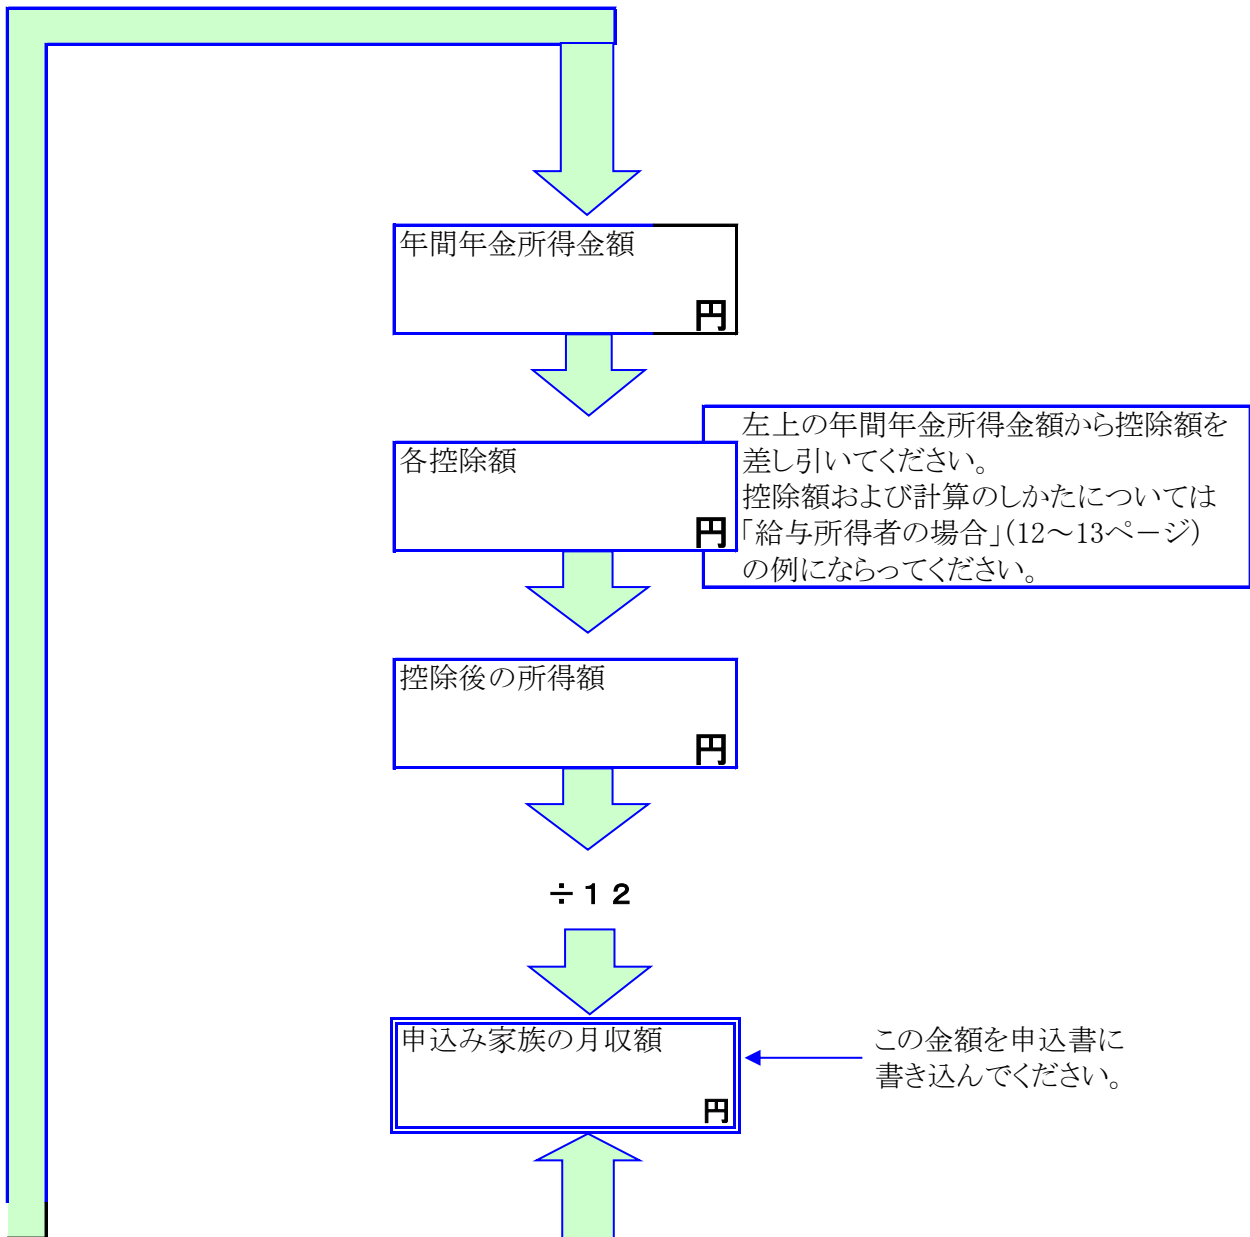 年間年金所得金額
円
各控除額
円
左上の年間年金所得金額から控除額を
差し引いてください。
控除額および計算のしかたについては
「給与所得者の場合」（12～13ページ）
の例にならってください。
控除後の所得額
円
÷１２
申込み家族の月収額
円
この金額を申込書に
書き込んでください。